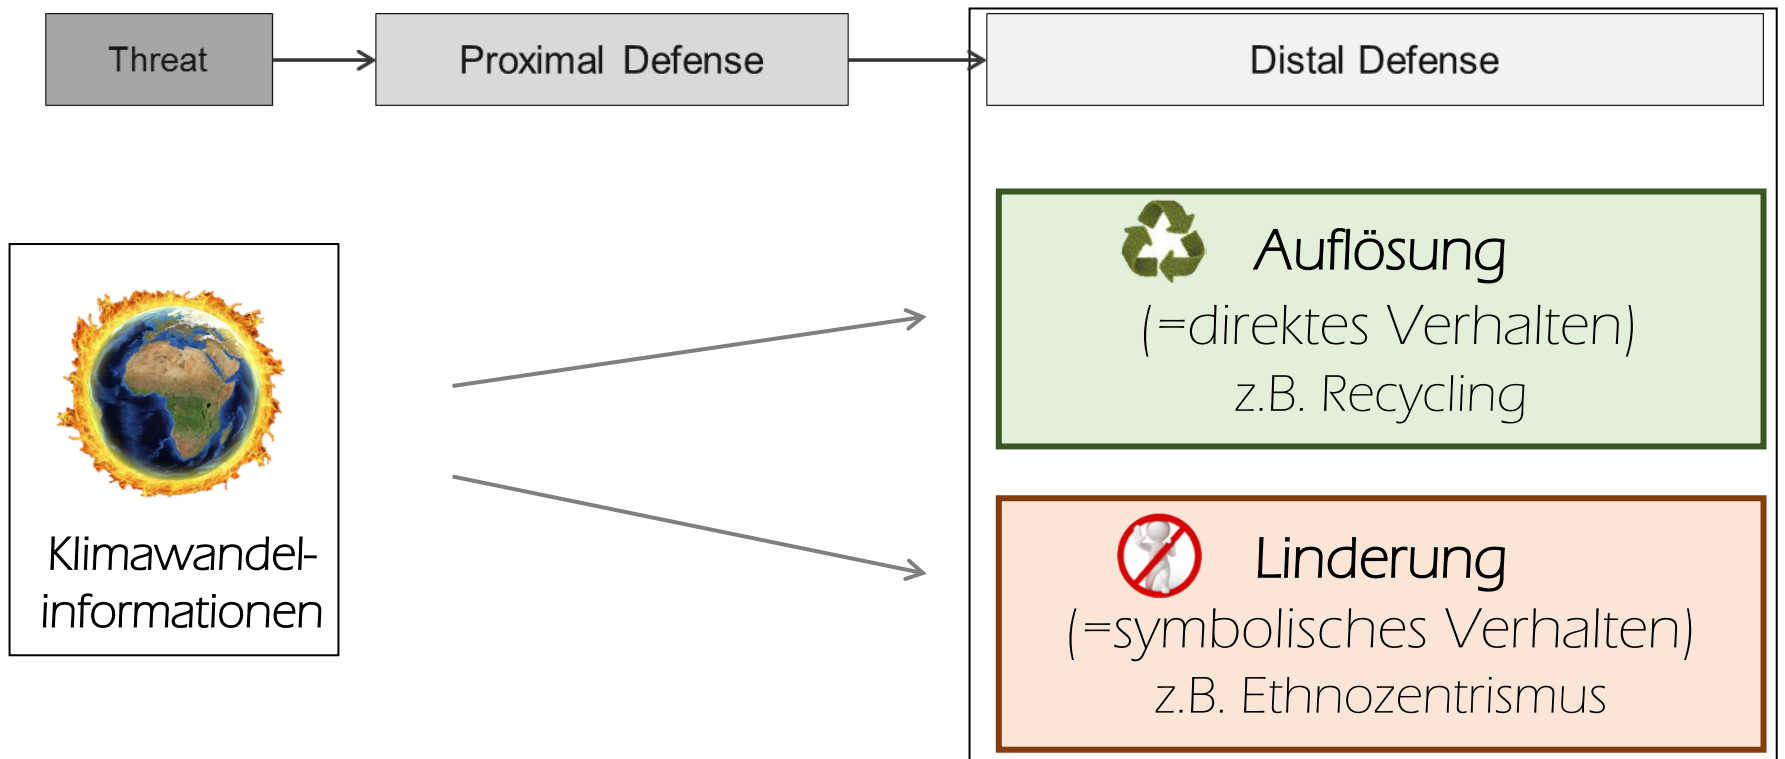 Threat
Proximal Defense
Distal Defense
Klimawandel-
informationen
Auflösung
(=direktes Verhalten)
z.B. Recycling
Linderung
(=symbolisches Verhalten)
z.B. Ethnozentrismus